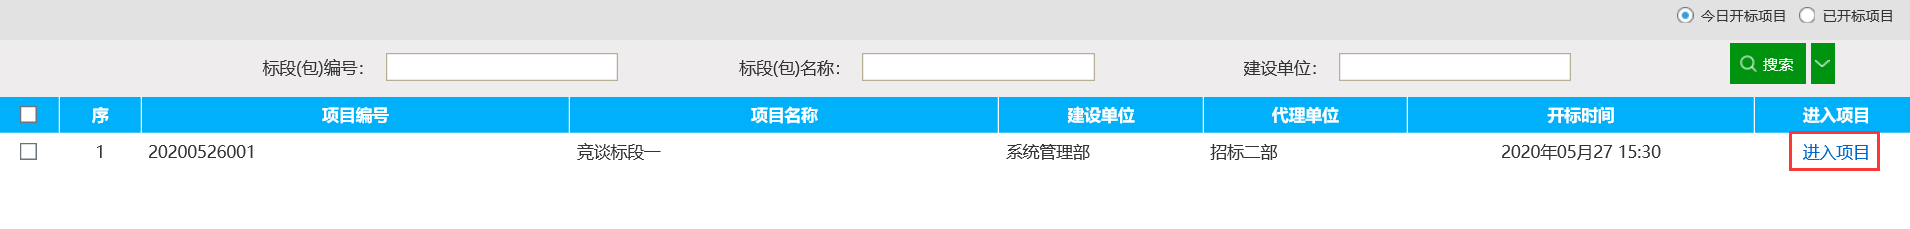 今日开标项目 已开标项目
标段(包)编号： 标段(包)名称： 建设单位： 搜索
序 项目编号 项目名称 建设单位 代理单位 开标时间 进入项目
1 20200526001 竞谈标段一 系统管理部 招标二部 2020年05月27 15:30 进入项目